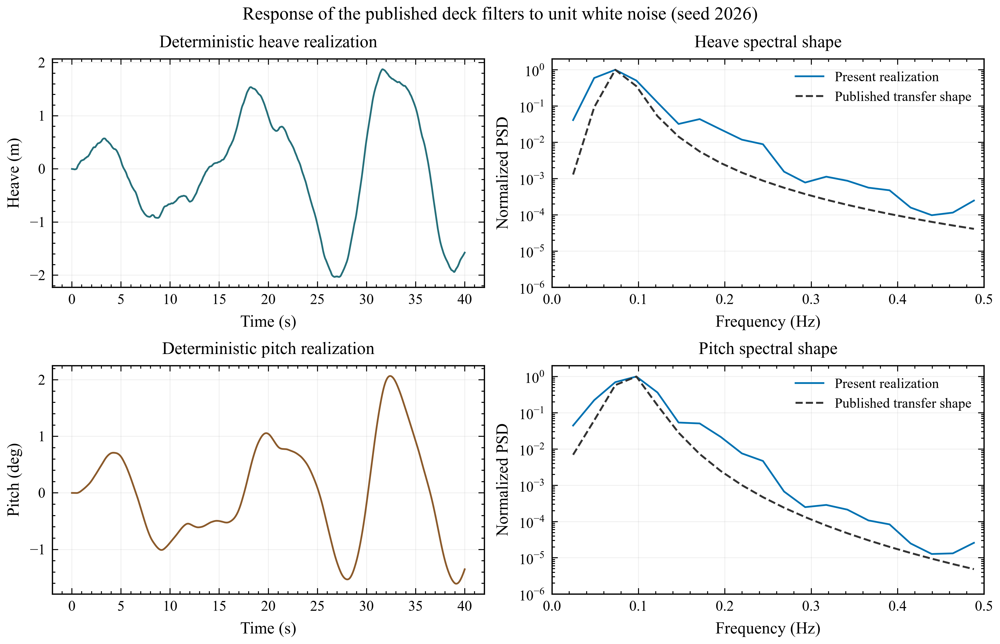 Response of the published deck filters to unit white noise (seed 2026)
Deterministic heave realization
Heave (m)
2
1
0
−1
−2
0 5 10 15 20 25 30 35 40
Time (s)
Heave spectral shape
Normalized PSD
10⁰
10⁻¹
10⁻²
10⁻³
10⁻⁴
10⁻⁵
10⁻⁶
Present realization
Published transfer shape
0.0 0.1 0.2 0.3 0.4 0.5
Frequency (Hz)
Deterministic pitch realization
Pitch (deg)
2
1
0
−1
0 5 10 15 20 25 30 35 40
Time (s)
Pitch spectral shape
Normalized PSD
10⁰
10⁻¹
10⁻²
10⁻³
10⁻⁴
10⁻⁵
10⁻⁶
Present realization
Published transfer shape
0.0 0.1 0.2 0.3 0.4 0.5
Frequency (Hz)